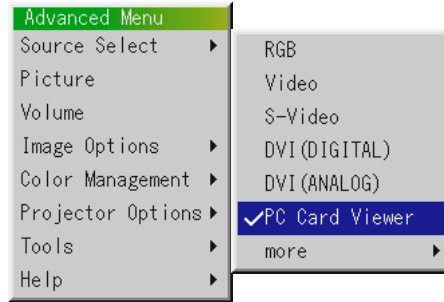 Advanced Menu
Source Select
Picture
Volume
Image Options
Color Management
Projector Options
Tools
Help
RGB
Video
S-Video
DVI(DIGITAL)
DVI(ANALOG)
PC Card Viewer
more